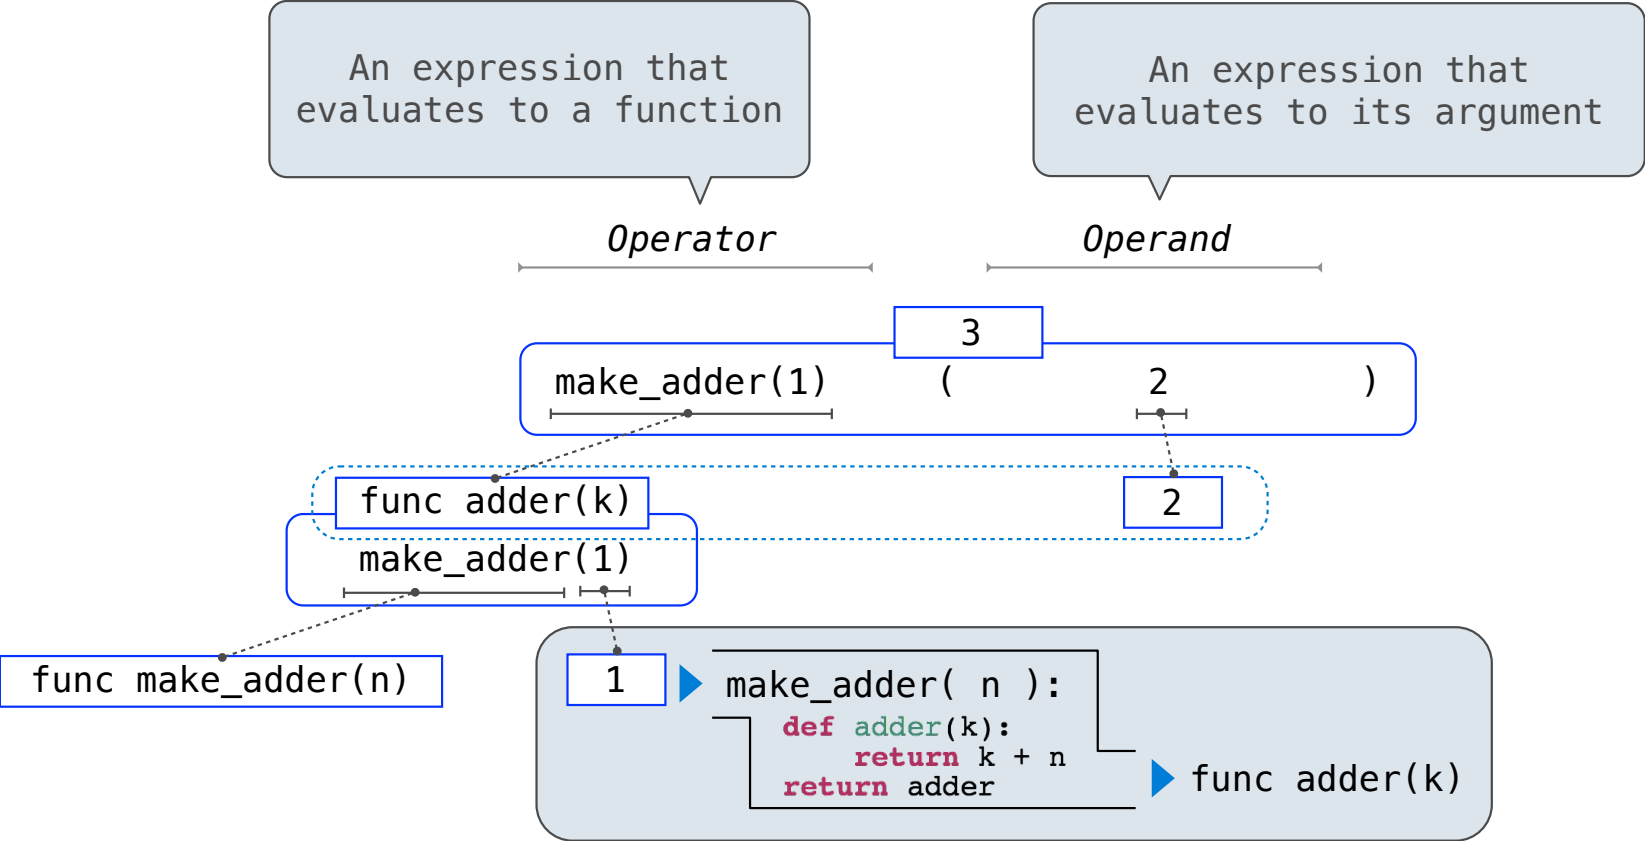 An expression that
evaluates to a function
An expression that
evaluates to its argument
Operator
Operand
3
make_adder(1) ( 2 )
func adder(k)
2
make_adder(1)
func make_adder(n)
1
make_adder( n ):
def adder(k):
return k + n
return adder
func adder(k)